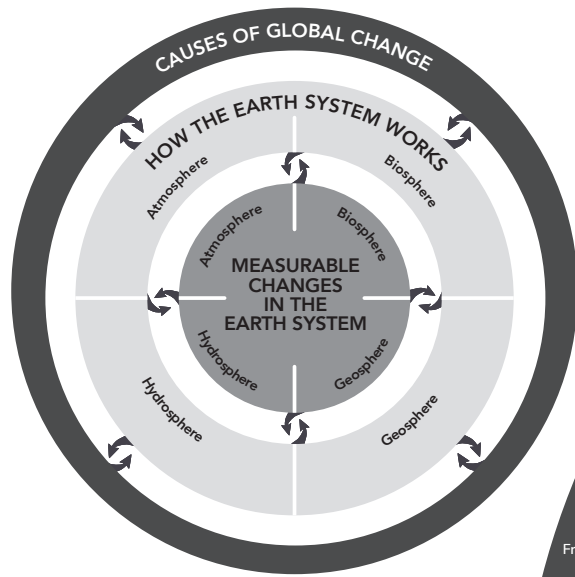 CAUSES OF GLOBAL CHANGE
HOW THE EARTH SYSTEM WORKS
Atmosphere
Biosphere
Atmosphere
Biosphere
MEASURABLE
CHANGES
IN THE
EARTH SYSTEM
Hydrosphere
Geosphere
Hydrosphere
Geosphere
Fr